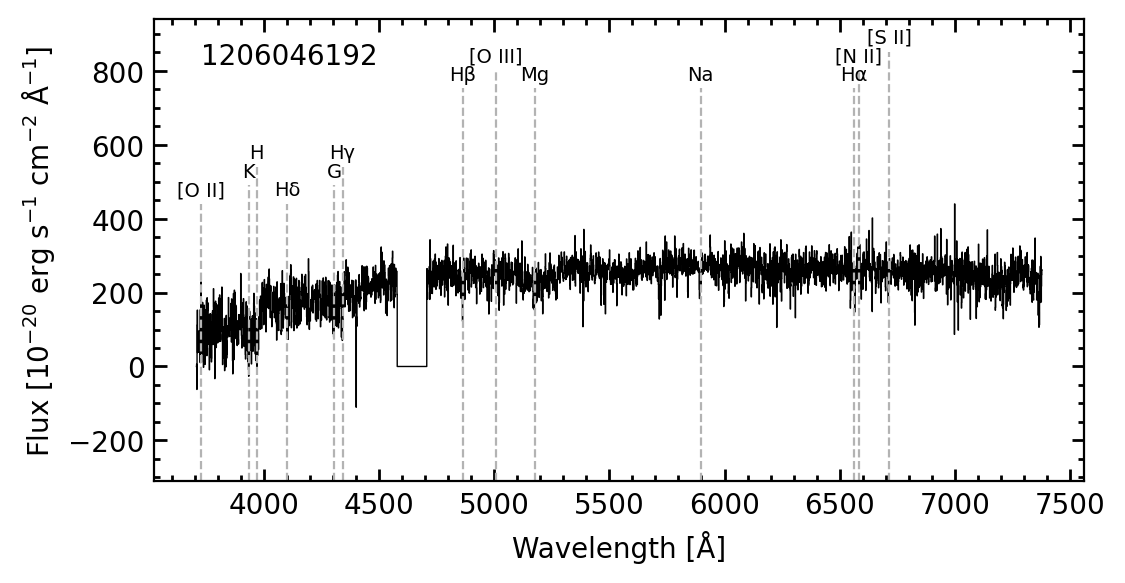 1206046192
[S II]
[O III]
[N II]
Hβ
Mg
Na
Hα
H
Hγ
K
G
[O II]
Hδ
800
600
400
200
0
−200
4000
4500
5000
5500
6000
6500
7000
7500
Flux [10⁻²⁰ erg s⁻¹ cm⁻² Å⁻¹]
Wavelength [Å]